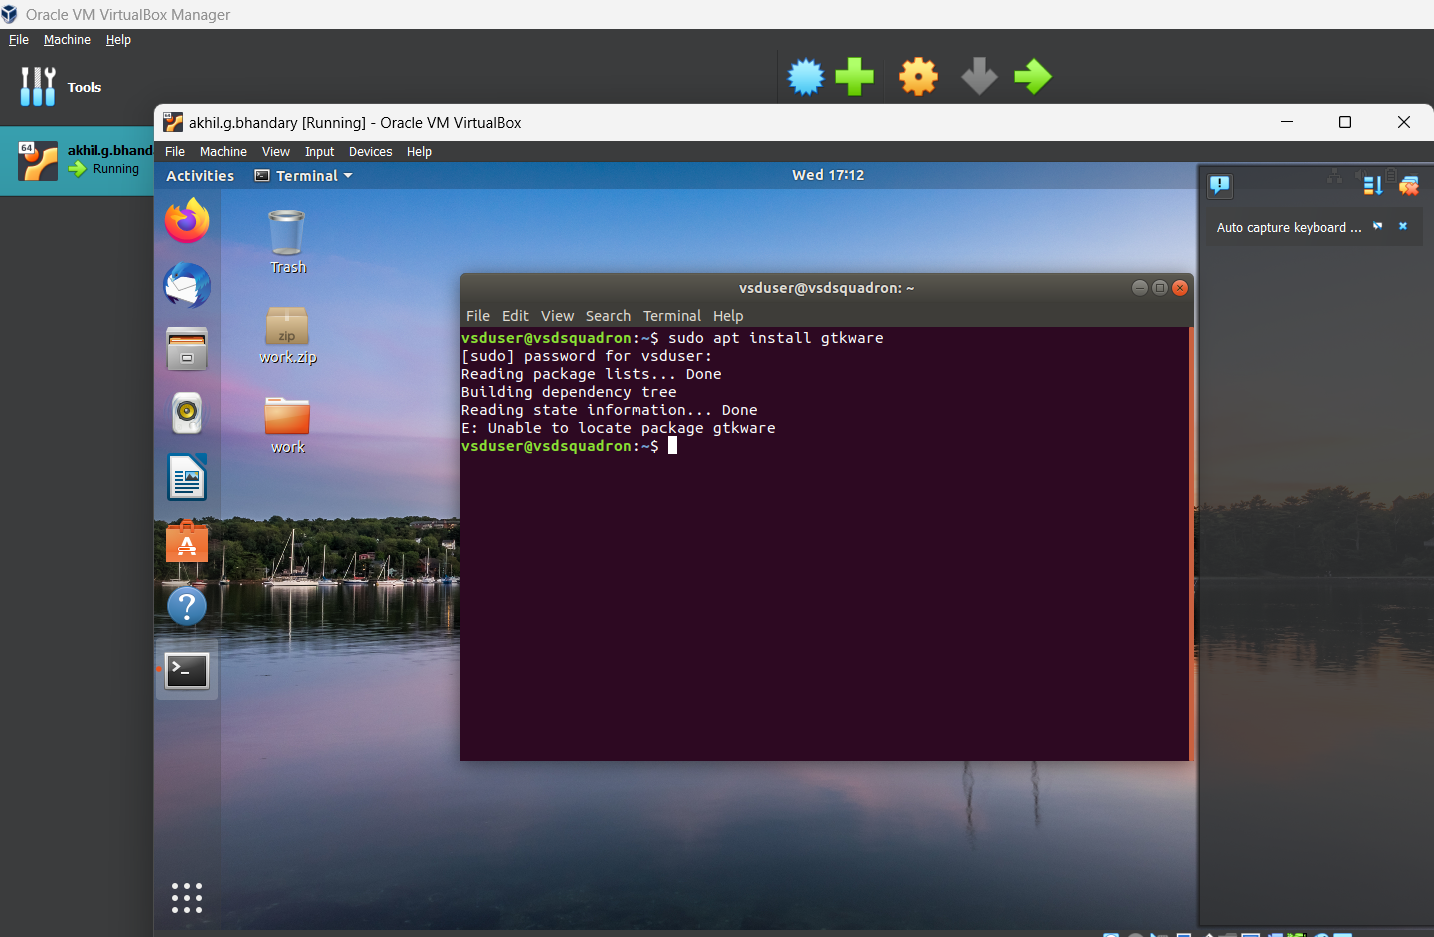 Oracle VM VirtualBox Manager
File Machine Help
Tools
64
akhil.g.bhand
Running
64
akhil.g.bhandary [Running] - Oracle VM VirtualBox
File Machine View Input Devices Help
Activities Terminal Wed 17:12
Auto capture keyboard ...
Trash
zip
work.zip
work
vsduser@vsdsquadron: ~
File Edit View Search Terminal Help
vsduser@vsdsquadron:~$ sudo apt install gtkware
[sudo] password for vsduser:
Reading package lists... Done
Building dependency tree
Reading state information... Done
E: Unable to locate package gtkware
vsduser@vsdsquadron:~$